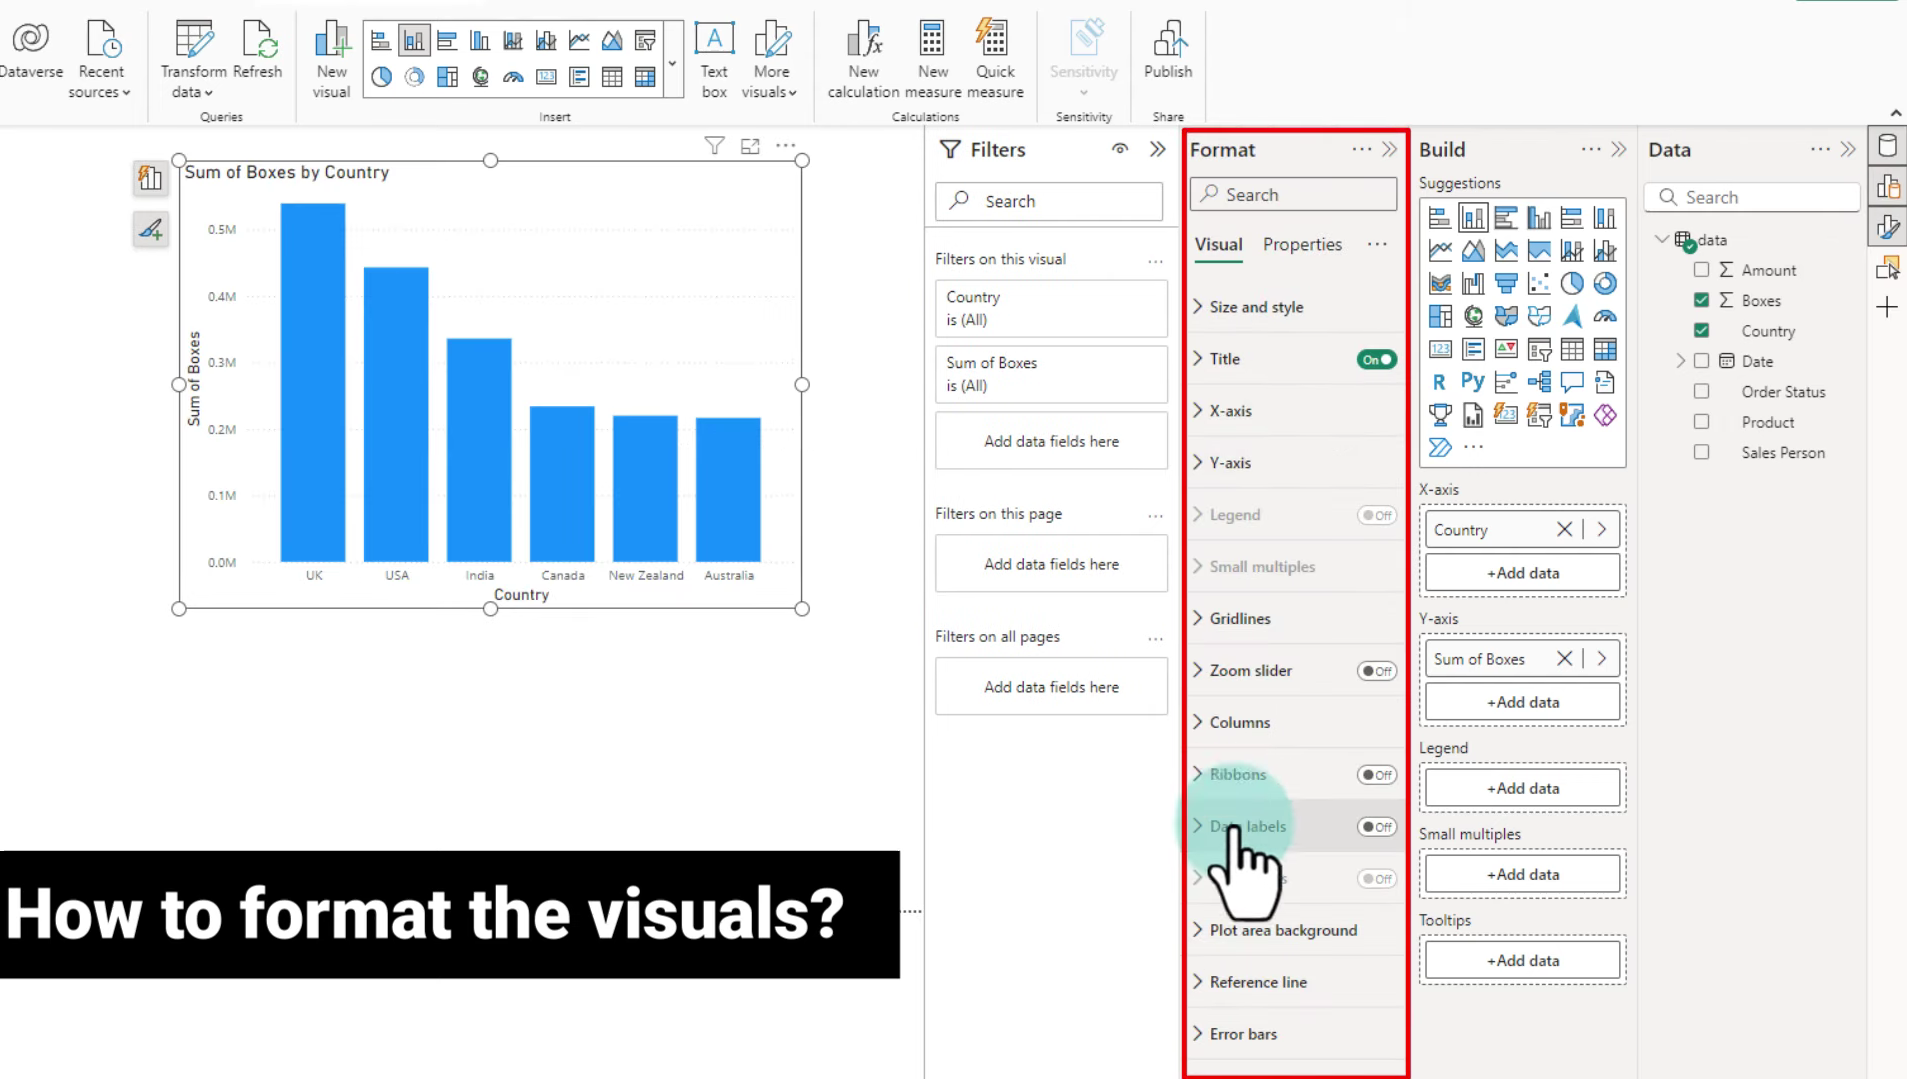 Dataverse
Recent
sources
Transform
data
Refresh
Queries
New
visual
123
Insert
A
Text
box
More
visuals
fx
New
calculation
New
measure
Quick
measure
Calculations
Sensitivity
Sensitivity
Publish
Share
Sum of Boxes by Country
Sum of Boxes
0.5M
0.4M
0.3M
0.2M
0.1M
0.0M
UK
USA
India
Canada
New Zealand
Australia
Country
How to format the visuals?
Filters
Search
Filters on this visual
Country
is (All)
Sum of Boxes
is (All)
Add data fields here
Filters on this page
Add data fields here
Filters on all pages
Add data fields here
Format
Search
Visual
Properties
Size and style
Title
On
X-axis
Y-axis
Legend
Off
Small multiples
Gridlines
Zoom slider
Off
Columns
Ribbons
Off
Data labels
Off
Off
Plot area background
Reference line
Error bars
Build
Suggestions
123
R
Py
123
X-axis
Country
+Add data
Y-axis
Sum of Boxes
+Add data
Legend
+Add data
Small multiples
+Add data
Tooltips
+Add data
Data
Search
data
Amount
Boxes
Country
Date
Order Status
Product
Sales Person